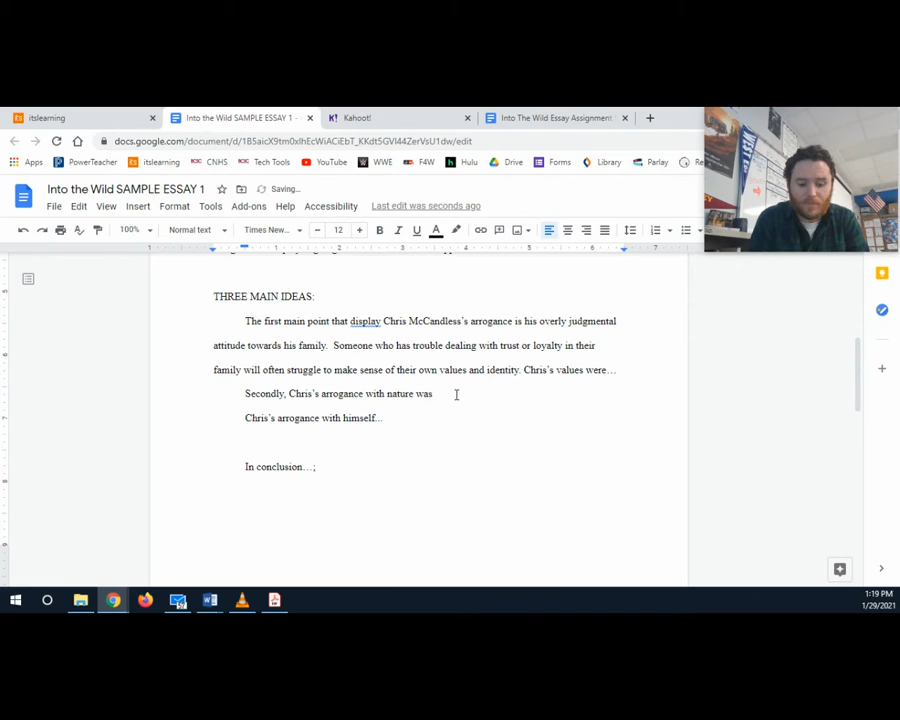 itslearning
Into the Wild SAMPLE ESSAY 1 -
Kahoot!
Into The Wild Essay Assignment
docs.google.com/document/d/1B5aicX9tm0xlhEcWiACiEbT_KKdt5GVl44ZerVsU1dw/edit
Apps
PowerTeacher
itslearning
CNHS
Tech Tools
YouTube
WWE
F4W
Hulu
Drive
Forms
Library
Parlay
Into the Wild SAMPLE ESSAY 1
Saving...
File Edit View Insert Format Tools Add-ons Help Accessibility
Last edit was seconds ago
100% Normal text Times New... 12
THREE MAIN IDEAS:
The first main point that display Chris McCandless's arrogance is his overly judgmental
attitude towards his family. Someone who has trouble dealing with trust or loyalty in their
family will often struggle to make sense of their own values and identity. Chris's values were…
Secondly, Chris's arrogance with nature was
Chris's arrogance with himself...
In conclusion…;
1:19 PM
1/29/2021